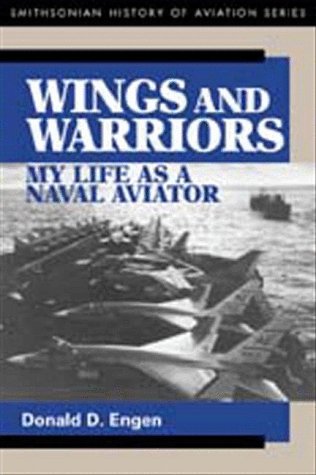 SMITHSONIAN HISTORY OF AVIATION SERIES
WINGS AND
WARRIORS
MY LIFE AS A
NAVAL AVIATOR
Donald D. Engen